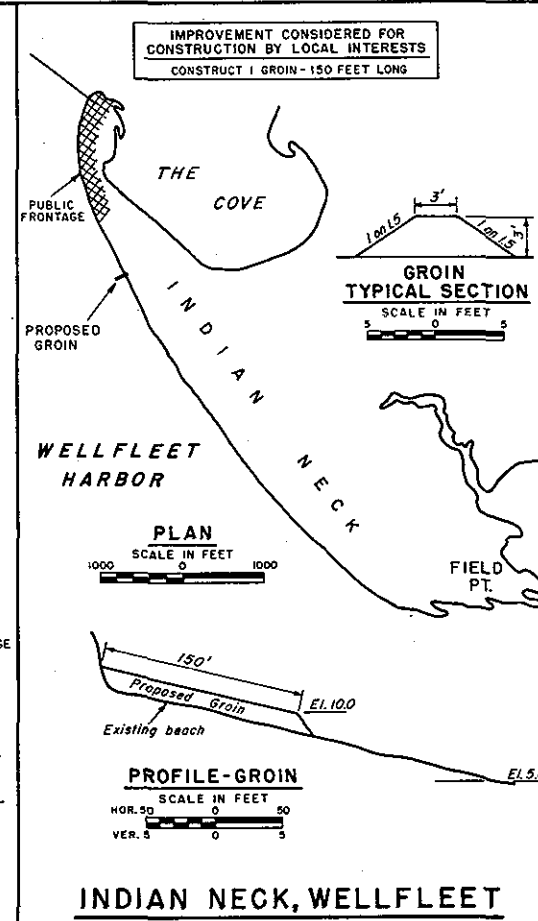 IMPROVEMENT CONSIDERED FOR
CONSTRUCTION BY LOCAL INTERESTS
CONSTRUCT 1 GROIN-150 FEET LONG
THE
COVE
PUBLIC
FRONTAGE
3'
1 on 1.5
1 on 1.5
3'
GROIN
TYPICAL SECTION
SCALE IN FEET
5 0 5
PROPOSED
GROIN
INDIAN
NECK
WELLFLEET
HARBOR
PLAN
SCALE IN FEET
1000 0 1000
FIELD
PT.
150'
Proposed Groin
El. 10.0
Existing beach
El. 5.
PROFILE-GROIN
SCALE IN FEET
HOR. 50 0 50
VER. 5 0 5
INDIAN NECK, WELLFLEET